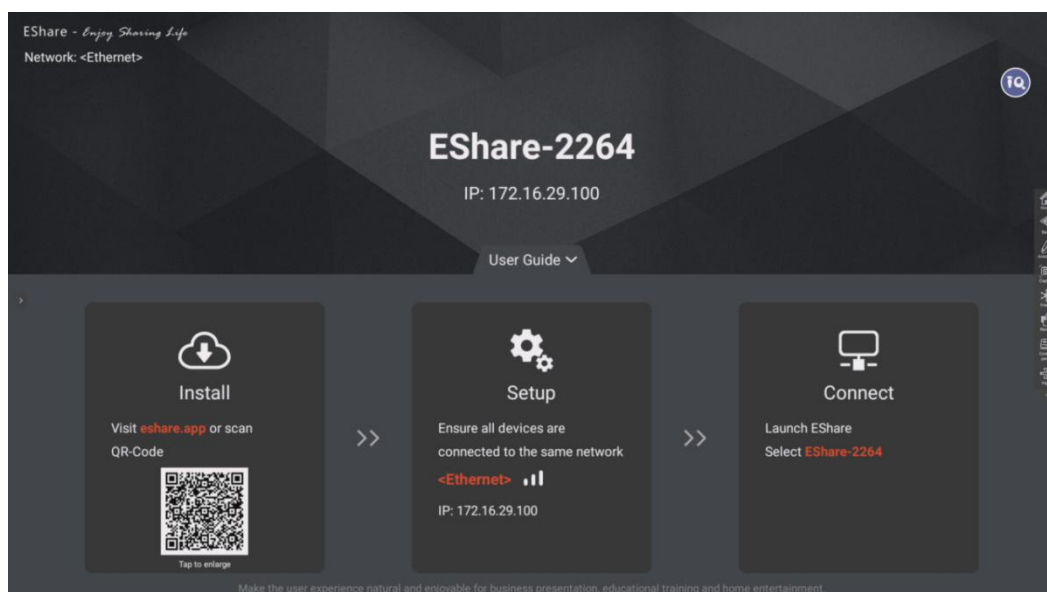 EShare - Enjoy Sharing Life
Network: <Ethernet>
IQ
EShare-2264
IP: 172.16.29.100
User Guide
Install
Visit eshare.app or scan
QR-Code
Tap to enlarge
Setup
Ensure all devices are
connected to the same network
<Ethernet>
IP: 172.16.29.100
Connect
Launch EShare
Select EShare-2264
Make the user experience natural and enjoyable for business presentation, educational training and home entertainment.